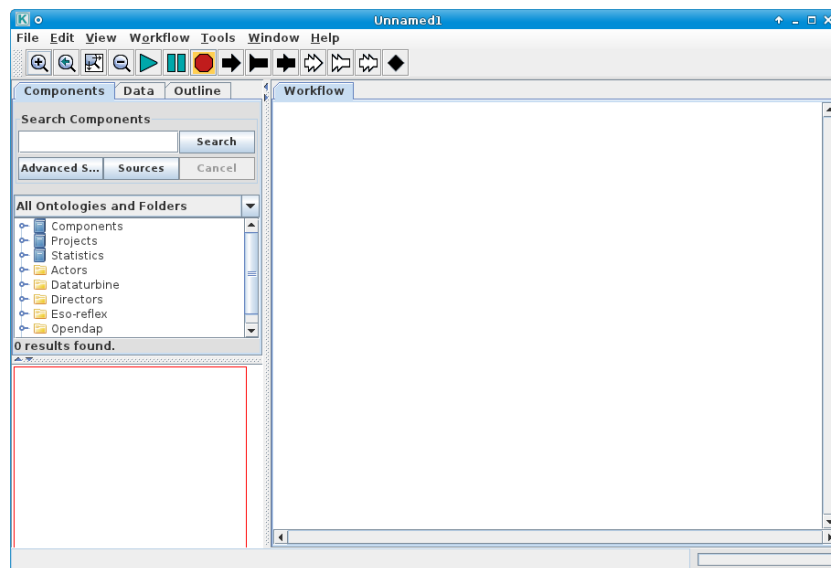 K
Unnamed1
File Edit View Workflow Tools Window Help
Components Data Outline
Workflow
Search Components
Search
Advanced S... Sources Cancel
All Ontologies and Folders
Components
Projects
Statistics
Actors
Dataturbine
Directors
Eso-reflex
Opendap
0 results found.